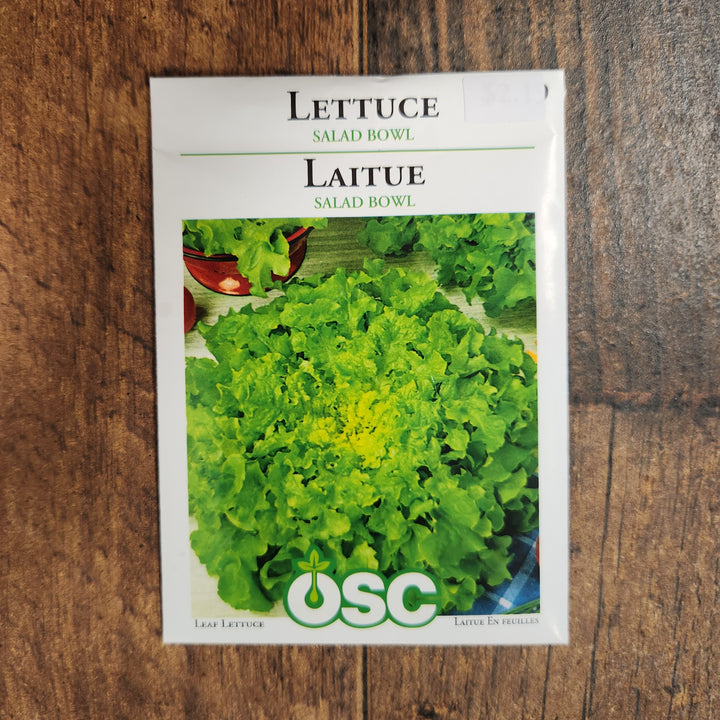 LETTUCE
SALAD BOWL
LAITUE
SALAD BOWL
OSC
LEAF LETTUCE
LAITUE EN FEUILLES